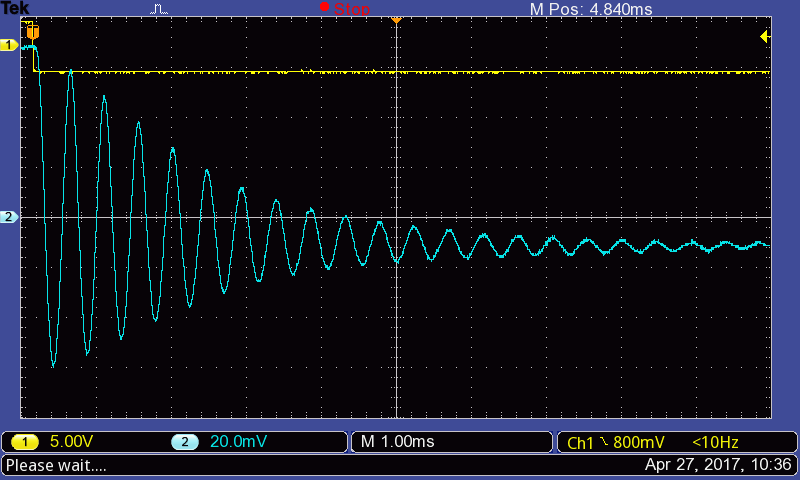 Tek Stop M Pos: 4.840ms
T
1
2
1 5.00V 2 20.0mV M 1.00ms Ch1 800mV <10Hz
Please wait.... Apr 27, 2017, 10:36